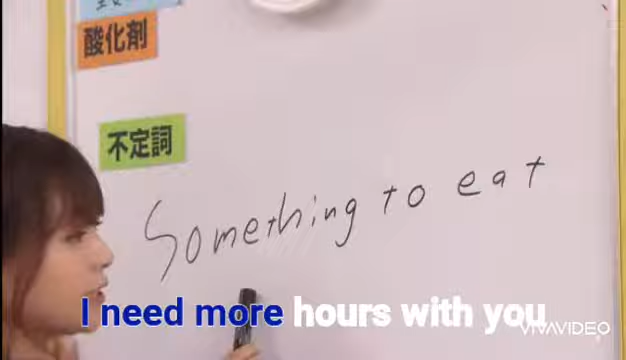 酸化剤
不定詞
Something to eat
I need more hours with you
VIVAVIDEO